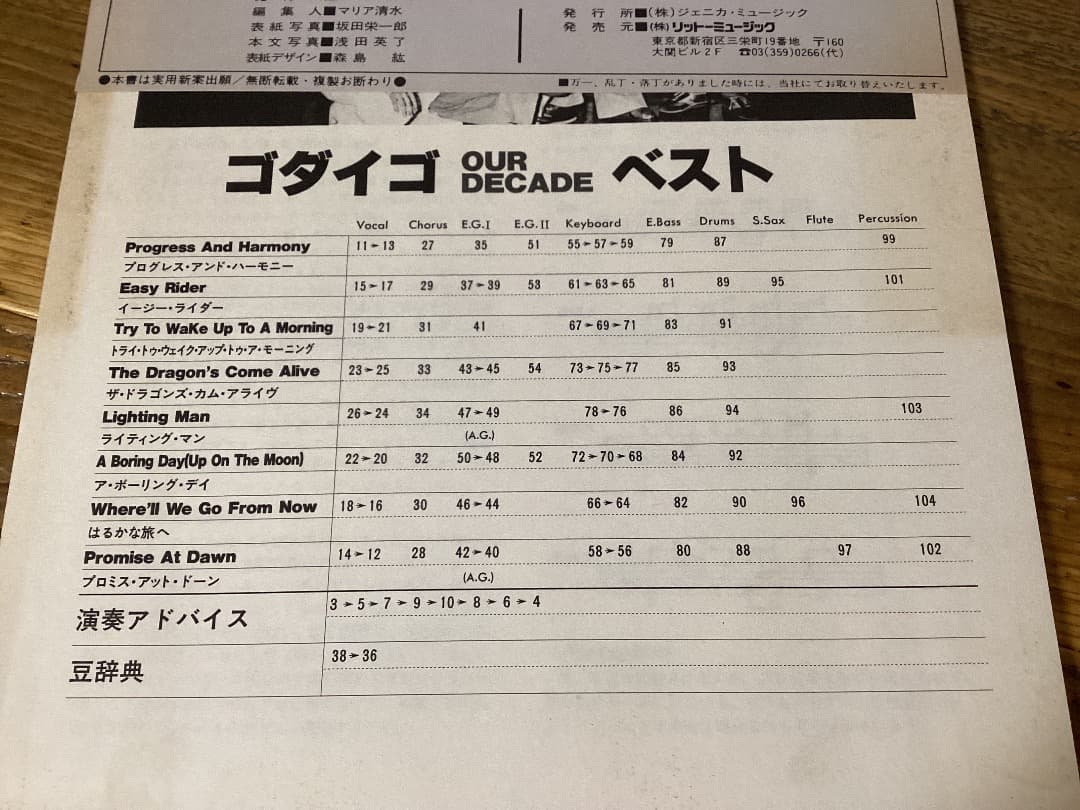 編集人■マリア清水
表紙写真■坂田栄一郎
本文写真■浅田英了
表紙デザイン■森島 紘
発行所■(株)ジェニカ・ミュージック
発売元■(株)リットーミュージック
東京都新宿区三栄町19番地 〒160
大関ビル2F ☎03(359)0266(代)
●本書は実用新案出願／無断転載・複製お断わり●
■万一、乱丁・落丁がありました時には、当社にてお取り替えいたします。
ゴダイゴ OUR DECADE ベスト
Vocal Chorus E.G.I E.G.II Keyboard E.Bass Drums S.Sax Flute Percussion
Progress And Harmony 11➛13 27 35 51 55➛57➛59 79 87 99
プログレス・アンド・ハーモニー
Easy Rider 15➛17 29 37➛39 53 61➛63➛65 81 89 95 101
イージー・ライダー
Try To WaKe Up To A Morning 19➛21 31 41 67➛69➛71 83 91
トライ・トゥ・ウェイク・アップ・トゥ・ア・モーニング
The Dragon's Come Alive 23➛25 33 43➛45 54 73➛75➛77 85 93
ザ・ドラゴンズ・カム・アライヴ
Lighting Man 26➛24 34 47➛49 78➛76 86 94 103
ライティング・マン (A.G.)
A Boring Day(Up On The Moon) 22➛20 32 50➛48 52 72➛70➛68 84 92
ア・ボーリング・デイ
Where'll We Go From Now 18➛16 30 46➛44 66➛64 82 90 96 104
はるかな旅へ
Promise At Dawn 14➛12 28 42➛40 58➛56 80 88 97 102
プロミス・アット・ドーン (A.G.)
演奏アドバイス 3➛5➛7➛9➛10➛8➛6➛4
豆辞典 38➛36